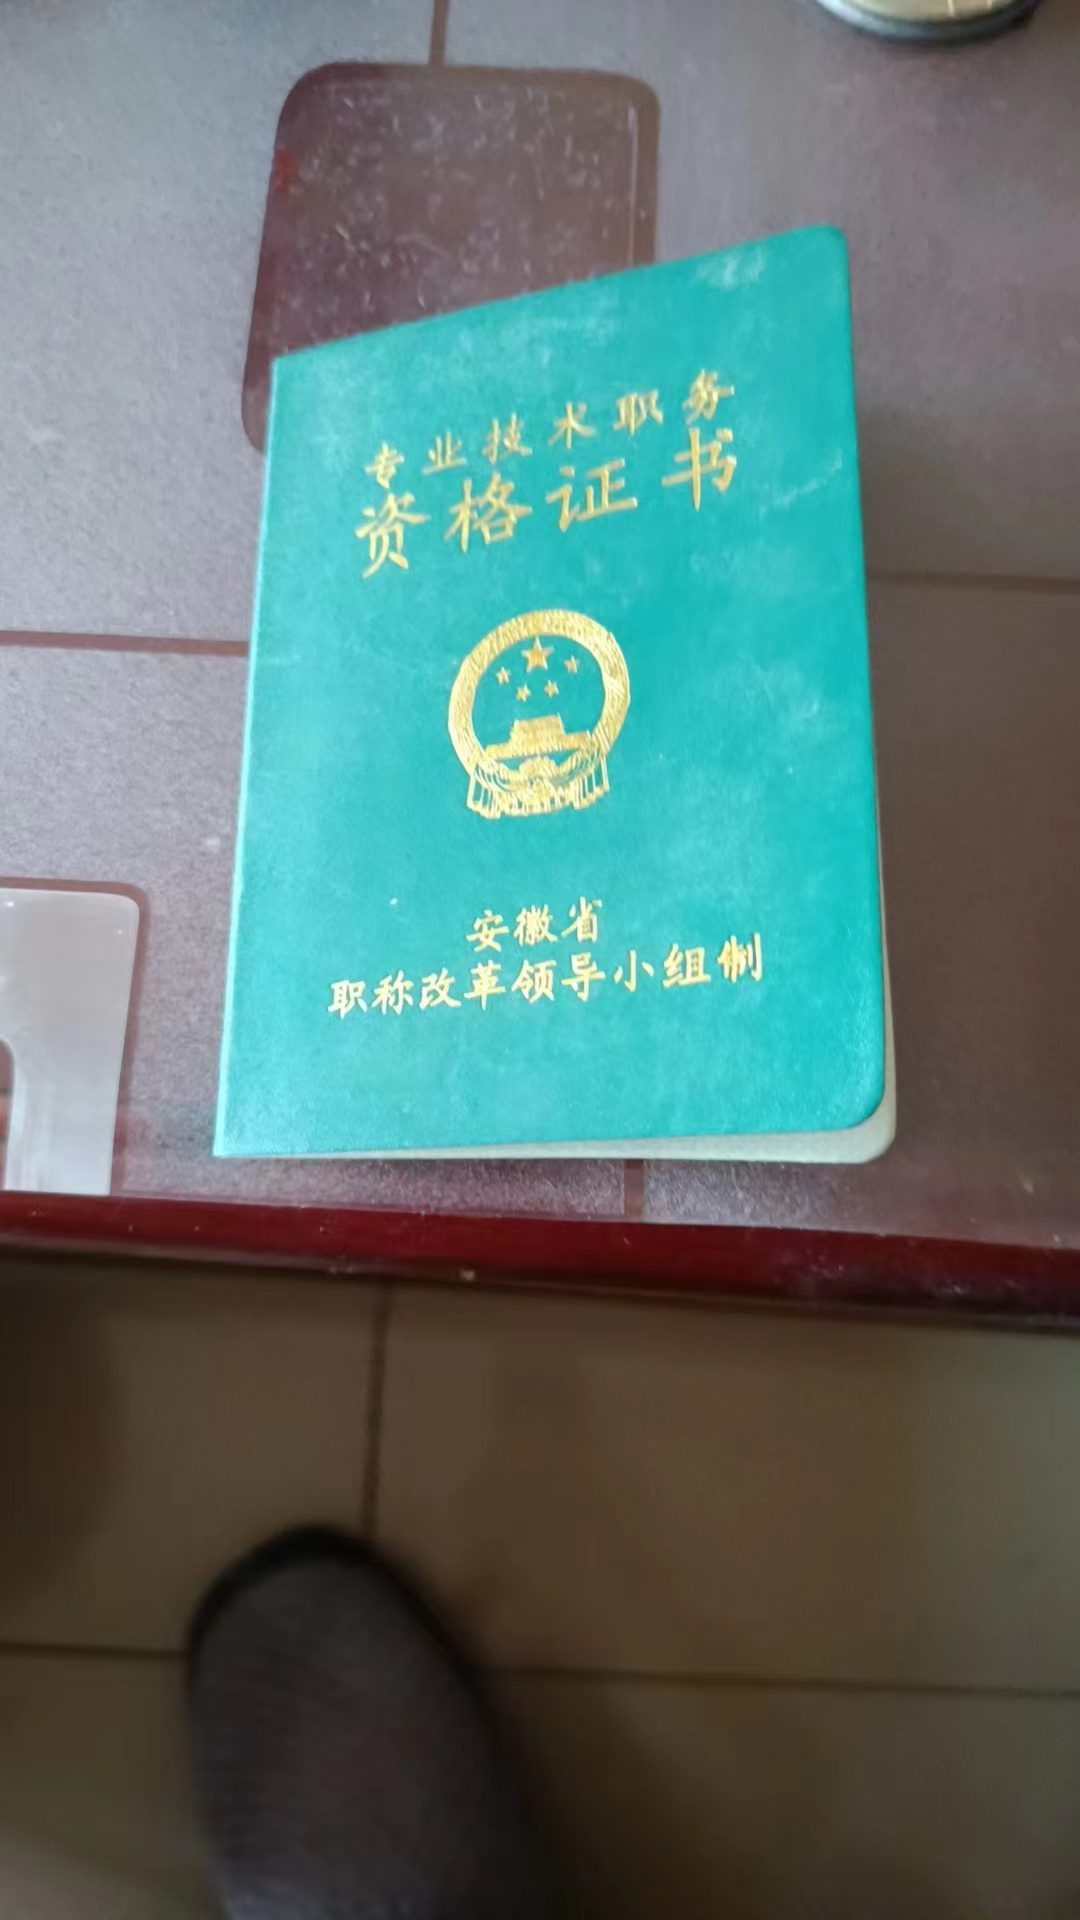 专业技术职务
资格证书
安徽省
职称改革领导小组制